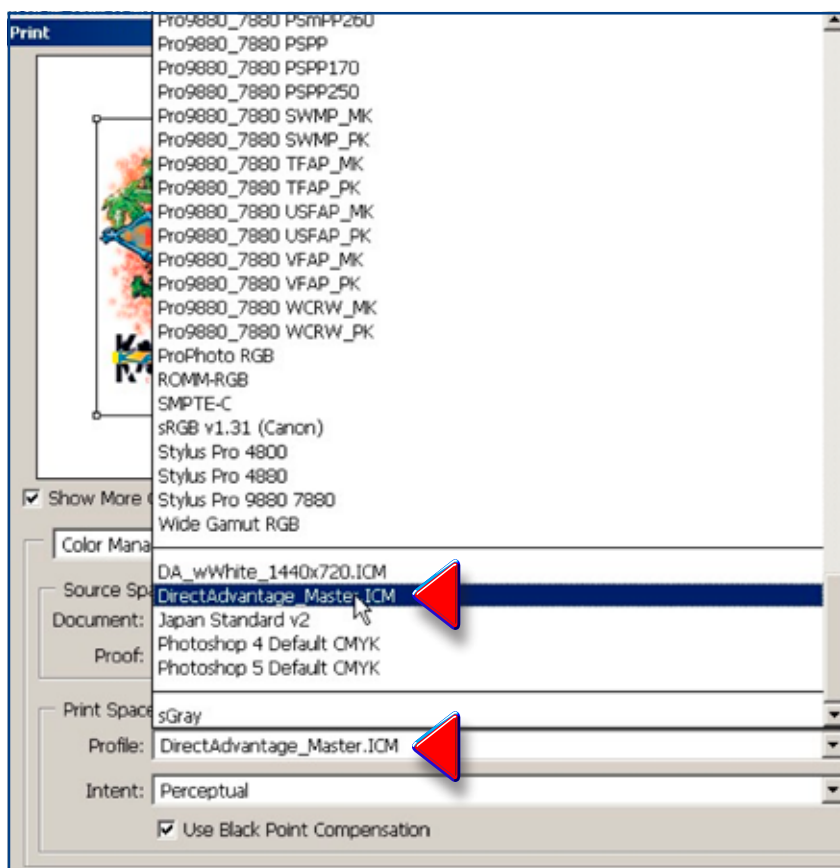 Print
Pro9880_7880 PSmPP260
Pro9880_7880 PSPP
Pro9880_7880 PSPP170
Pro9880_7880 PSPP250
Pro9880_7880 SWMP_MK
Pro9880_7880 SWMP_PK
Pro9880_7880 TFAP_MK
Pro9880_7880 TFAP_PK
Pro9880_7880 USFAP_MK
Pro9880_7880 USFAP_PK
Pro9880_7880 VFAP_MK
Pro9880_7880 VFAP_PK
Pro9880_7880 WCRW_MK
Pro9880_7880 WCRW_PK
ProPhoto RGB
ROMM-RGB
SMPTE-C
sRGB v1.31 (Canon)
Stylus Pro 4800
Stylus Pro 4880
Stylus Pro 9880 7880
Wide Gamut RGB
DA_wWhite_1440x720.ICM
DirectAdvantage_Master.ICM
Japan Standard v2
Photoshop 4 Default CMYK
Photoshop 5 Default CMYK
sGray
Show More
Color Mana
Source Spa
Document:
Proof:
Print Space
Profile: DirectAdvantage_Master.ICM
Intent: Perceptual
Use Black Point Compensation